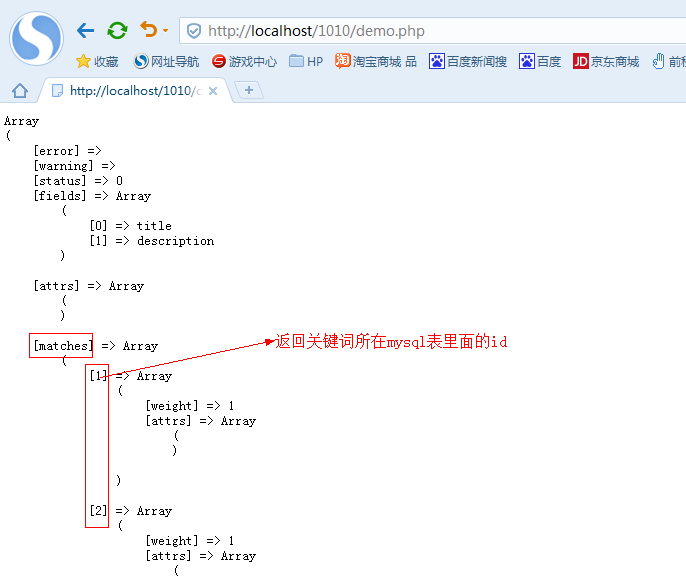 http://localhost/1010/demo.php
收藏 网址导航 游戏中心 HP 淘宝商城 品 百度新闻搜 百度 JD 京东商城
http://localhost/1010/
Array
(
[error] =>
[warning] =>
[status] => 0
[fields] => Array
(
[0] => title
[1] => description
)
[attrs] => Array
(
)
[matches] => Array 返回关键词所在mysql表里面的id
(
[1] => Array
(
[weight] => 1
[attrs] => Array
(
)
)
[2] => Array
(
[weight] => 1
[attrs] => Array
(